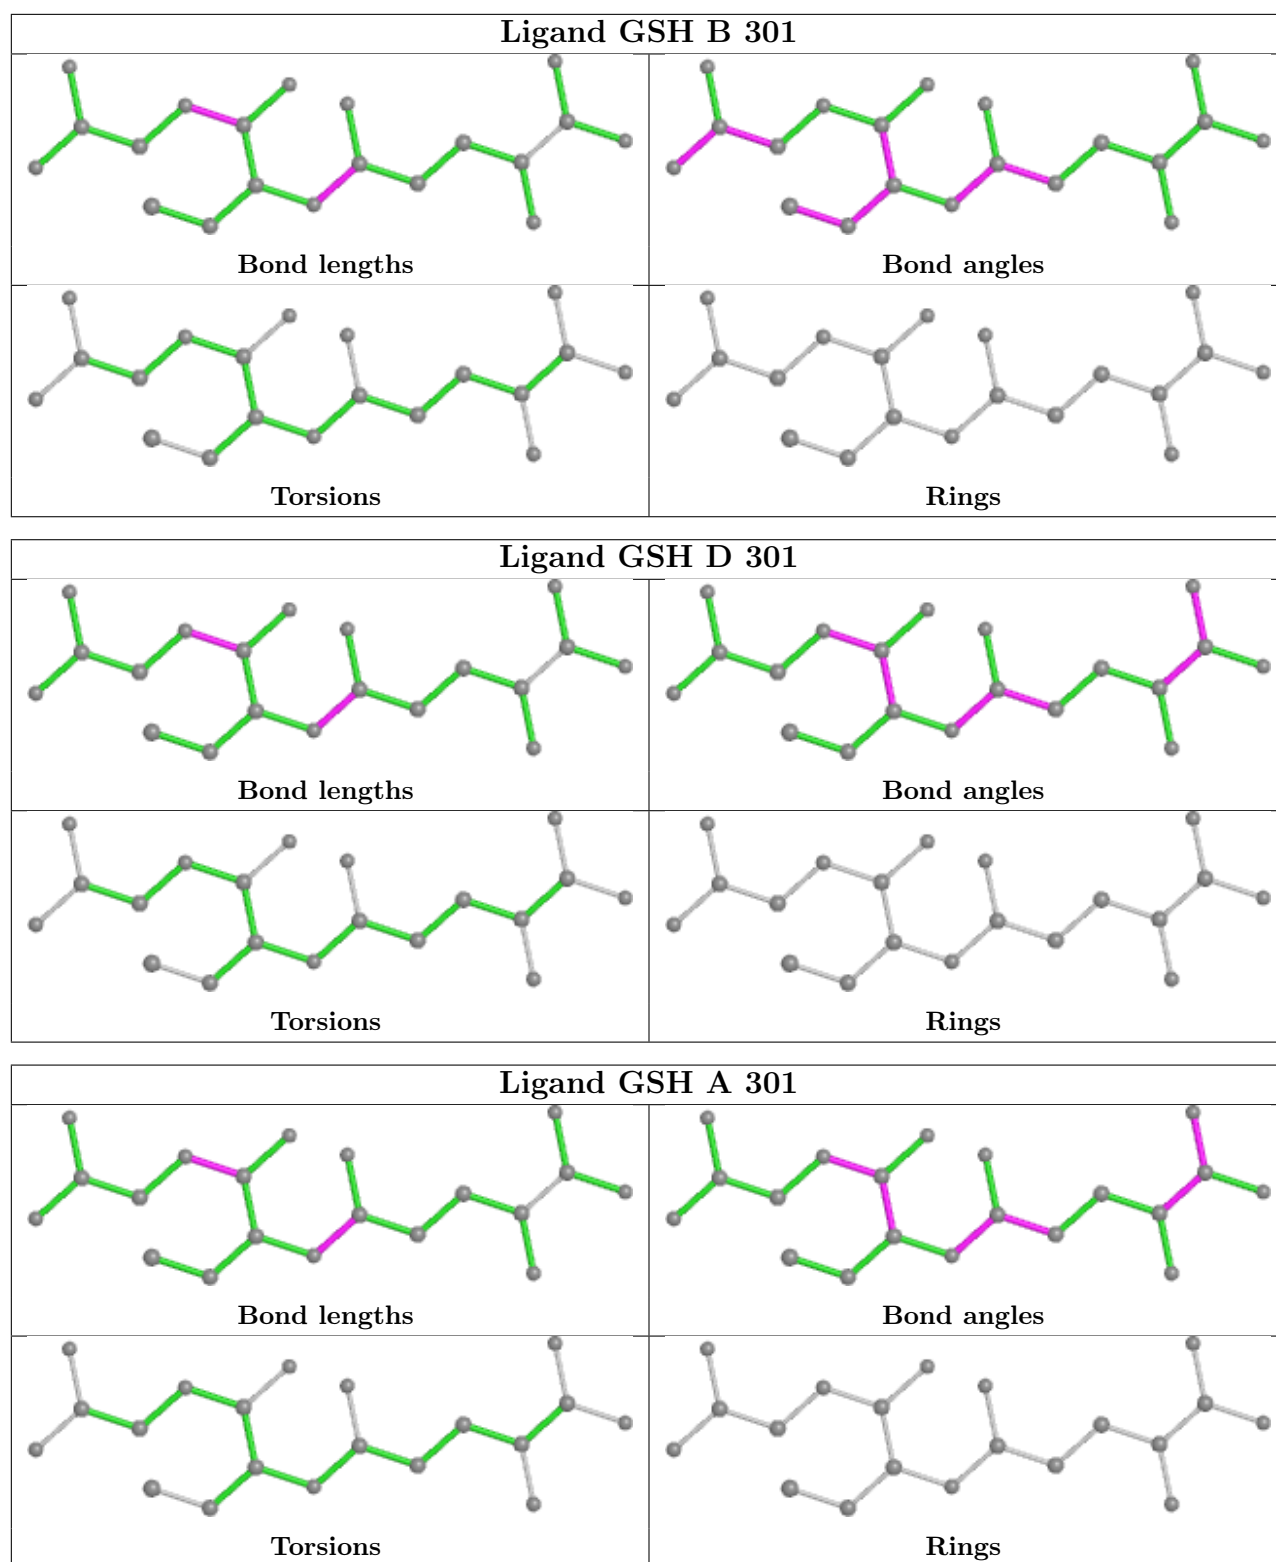 Ligand GSH B 301
Bond lengths
Bond angles
Torsions
Rings
Ligand GSH D 301
Bond lengths
Bond angles
Torsions
Rings
Ligand GSH A 301
Bond lengths
Bond angles
Torsions
Rings